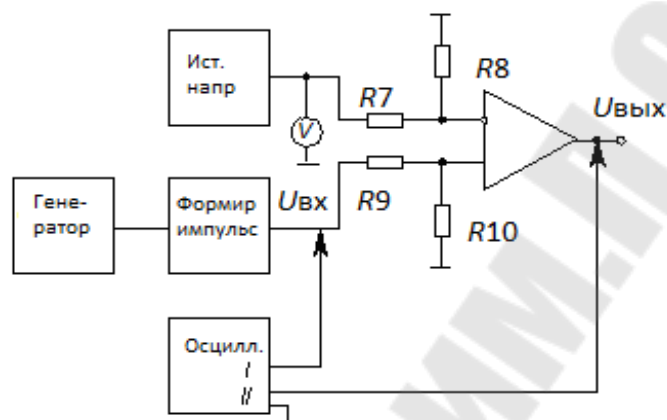 Ист.
напр
V
R7
R8
Uвых
Гене-
ратор
Формир
импульс
Uвх
R9
R10
Осцилл.
I
II